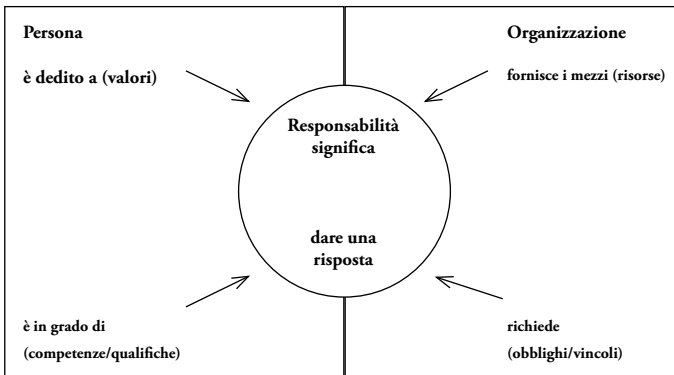 Persona
è dedito a (valori)
Organizzazione
fornisce i mezzi (risorse)
Responsabilità
significa
dare una
risposta
è in grado di
(competenze/qualifiche)
richiede
(obblighi/vincoli)